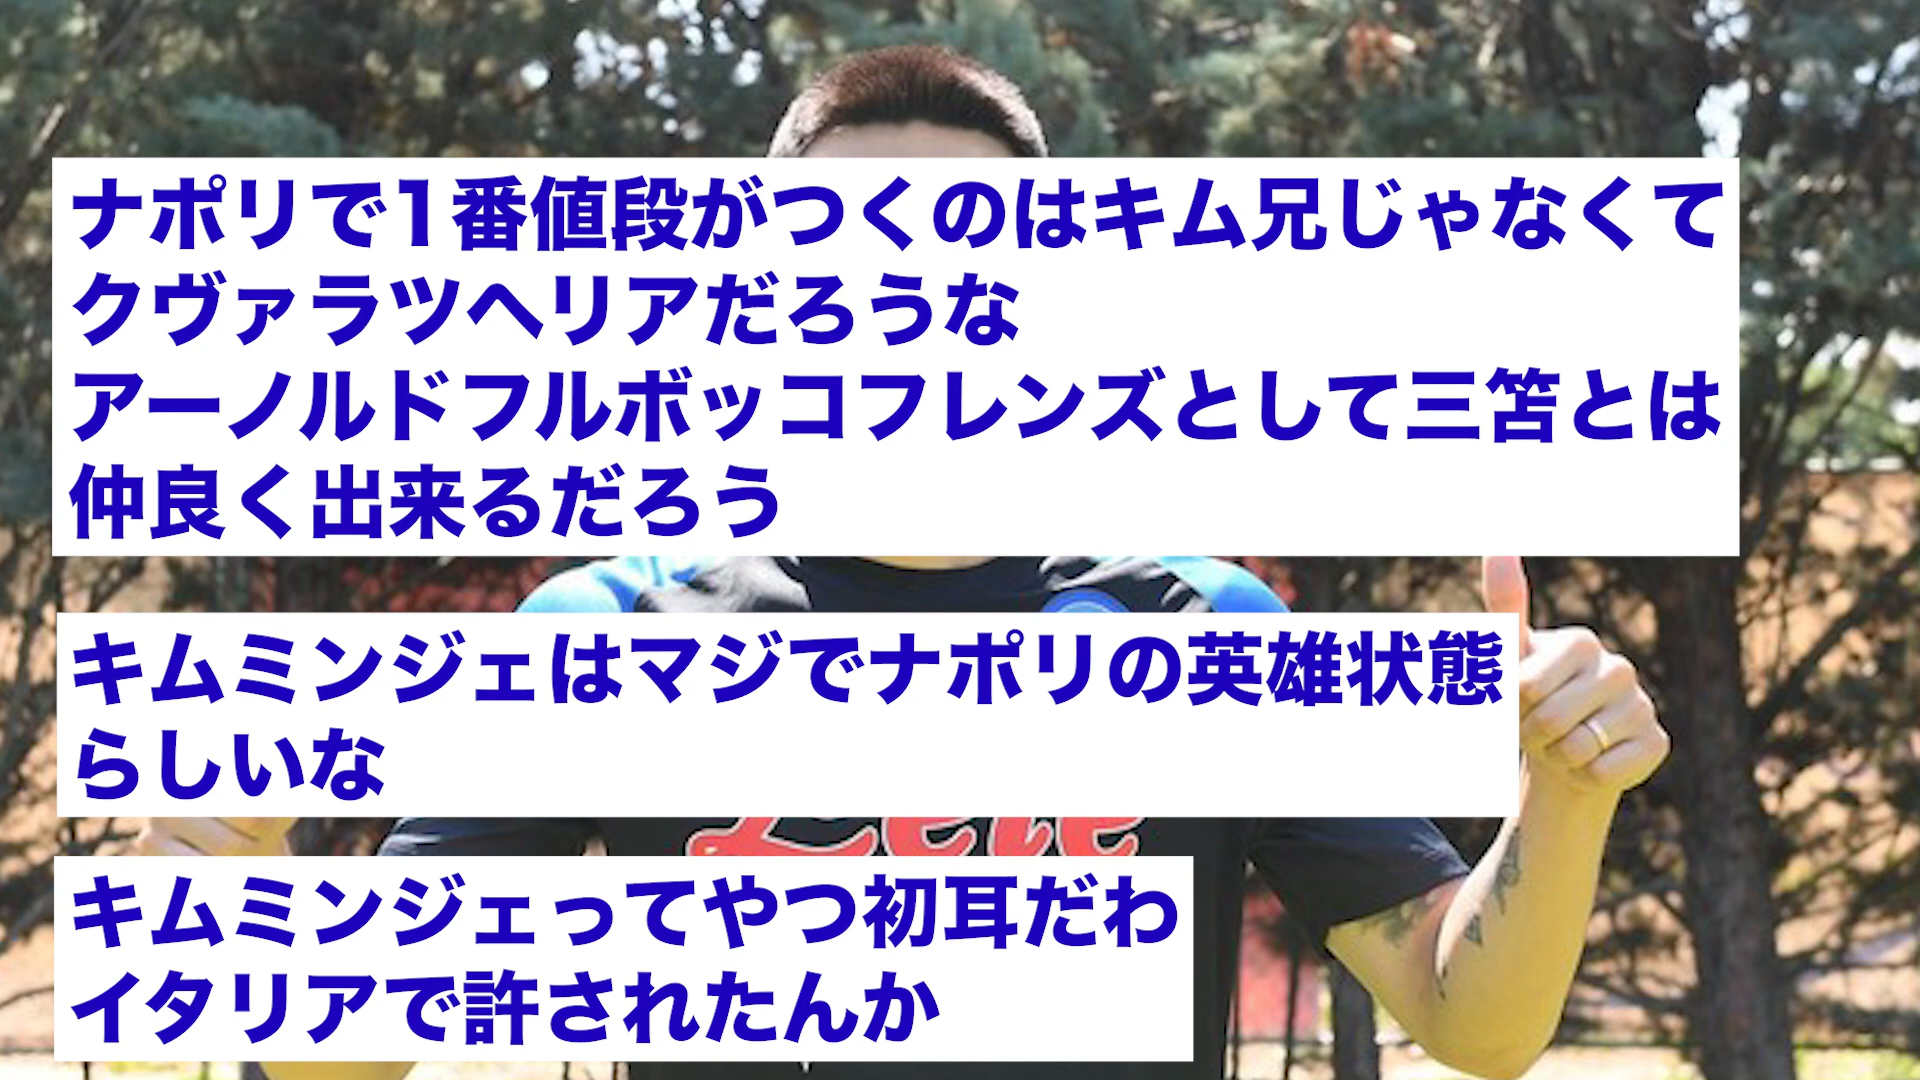 ナポリで1番値段がつくのはキム兄じゃなくて
クヴァラツヘリアだろうな
アーノルドフルボッコフレンズとして三笘とは
仲良く出来るだろう
キムミンジェはマジでナポリの英雄状態
らしいな
Lete
キムミンジェってやつ初耳だわ
イタリアで許されたんか